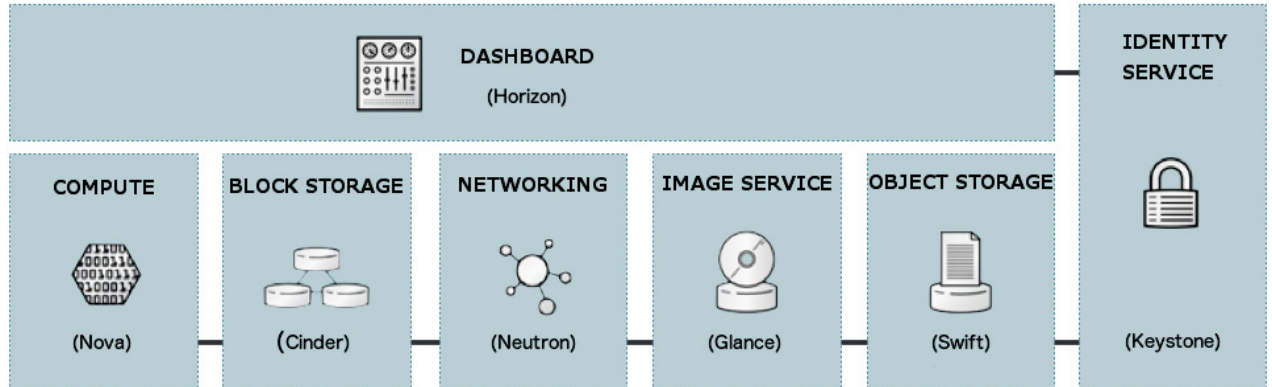 DASHBOARD
(Horizon)
IDENTITY
SERVICE
(Keystone)
COMPUTE
(Nova)
BLOCK STORAGE
(Cinder)
NETWORKING
(Neutron)
IMAGE SERVICE
(Glance)
OBJECT STORAGE
(Swift)